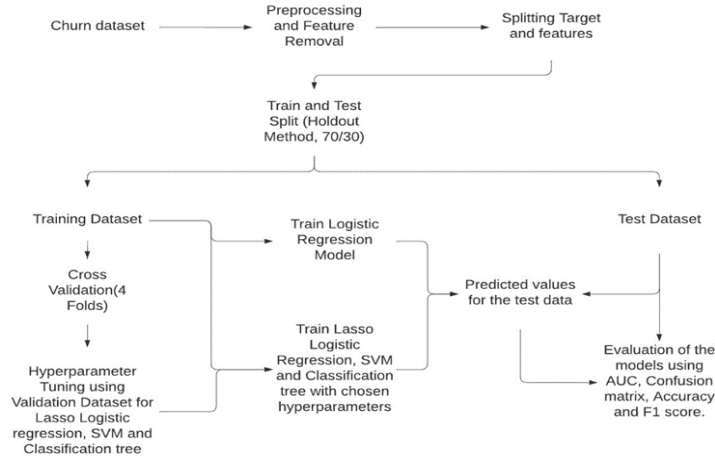 Churn dataset
Preprocessing
and Feature
Removal
Splitting Target
and features
Train and Test
Split (Holdout
Method, 70/30)
Training Dataset
Train Logistic
Regression
Model
Test Dataset
Cross
Validation(4
Folds)
Predicted values
for the test data
Train Lasso
Logistic
Regression, SVM
and Classification
tree with chosen
hyperparameters
Hyperparameter
Tuning using
Validation Dataset for
Lasso Logistic
regression, SVM and
Classification tree
Evaluation of the
models using
AUC, Confusion
matrix, Accuracy
and F1 score.